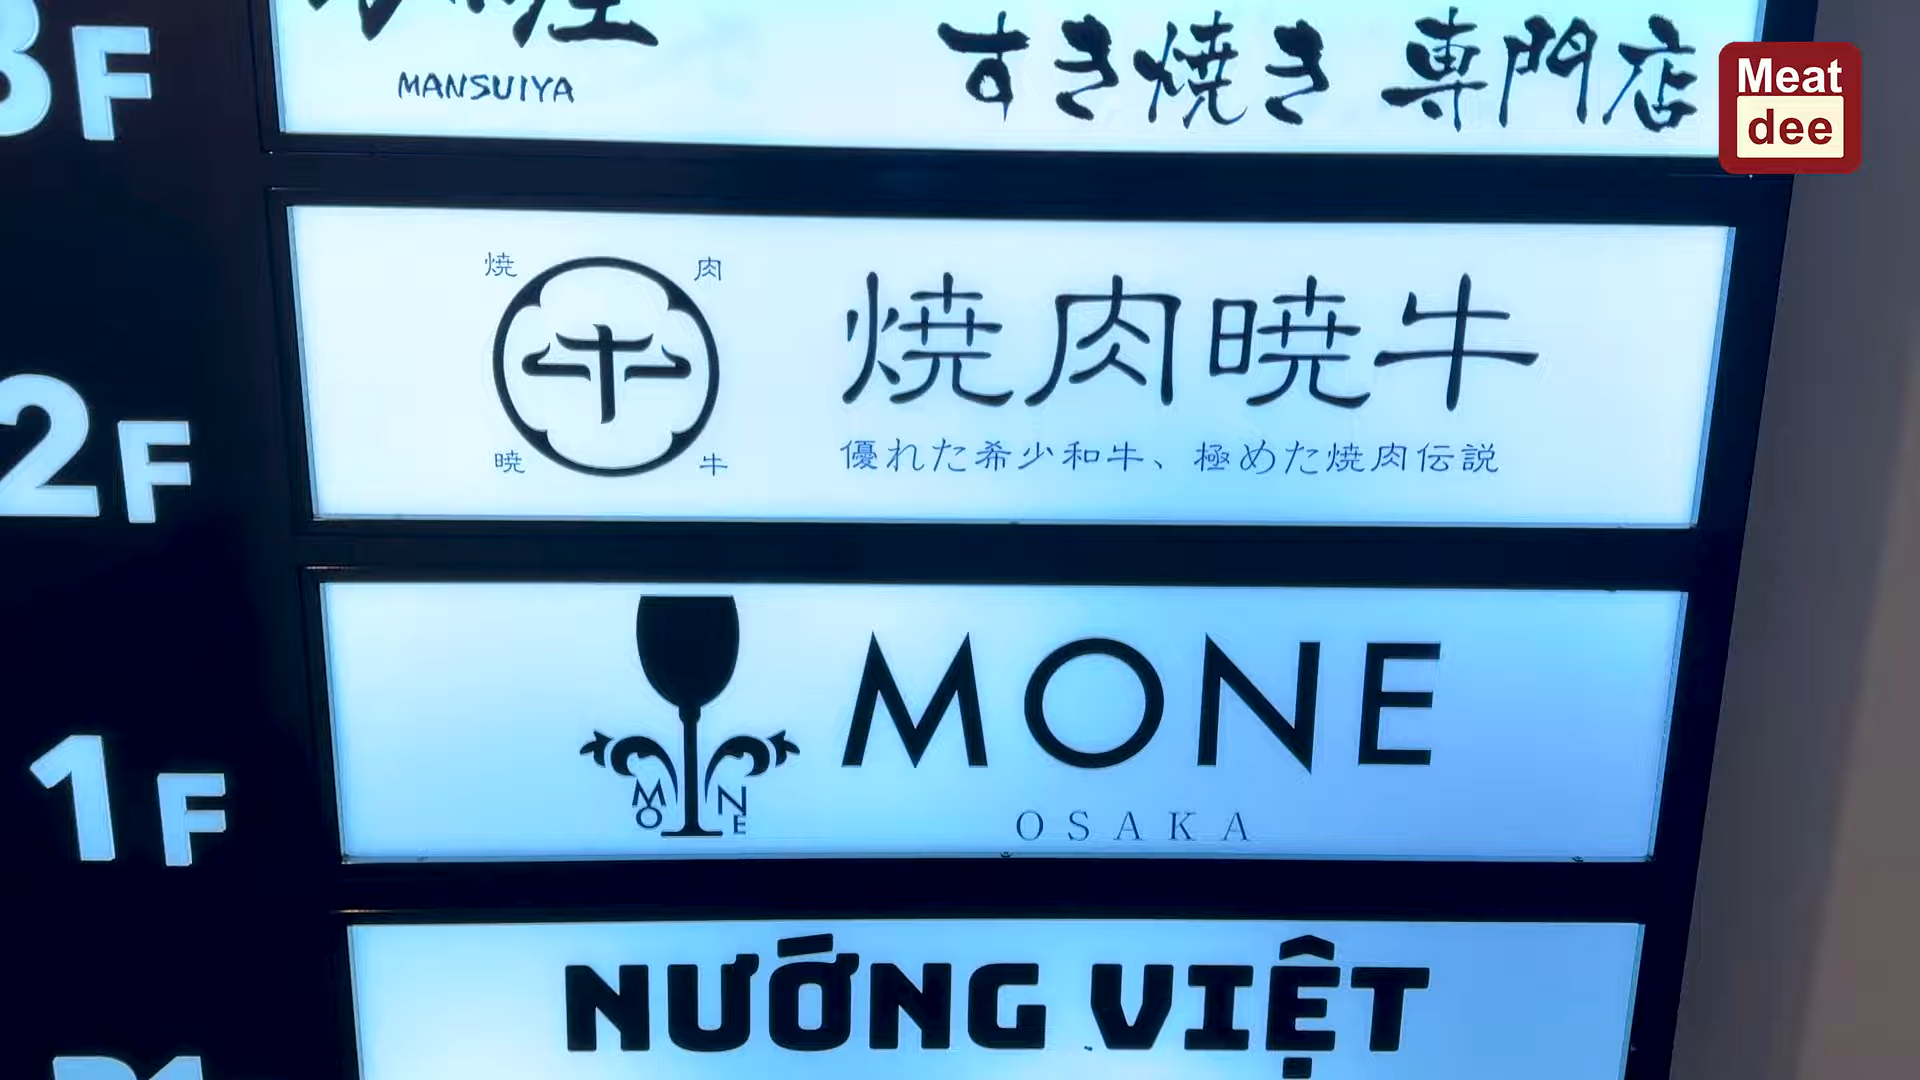 3F
MANSUIYA
すき焼き 専門店
Meat
dee
2F
焼 肉
牛
暁 牛
焼肉暁牛
優れた希少和牛、極めた焼肉伝説
1F
MONE
MONE
OSAKA
NƯỚNG VIỆT